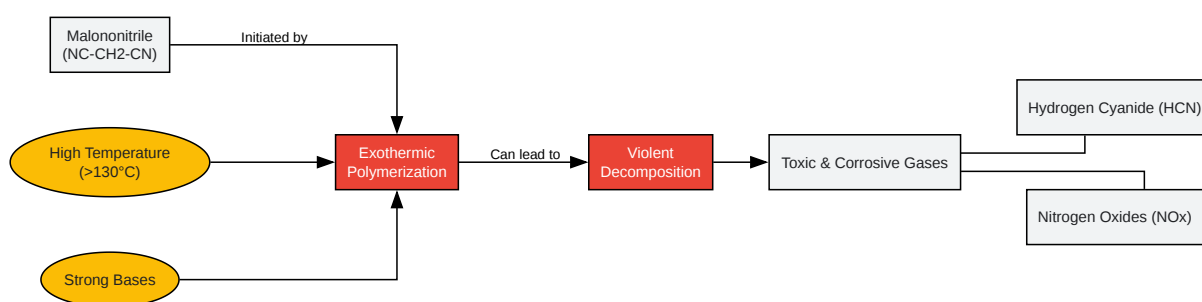 Malononitrile
(NC-CH2-CN)
Initiated by
High Temperature
(>130°C)
Strong Bases
Exothermic
Polymerization
Can lead to
Violent
Decomposition
Toxic & Corrosive Gases
Hydrogen Cyanide (HCN)
Nitrogen Oxides (NOx)